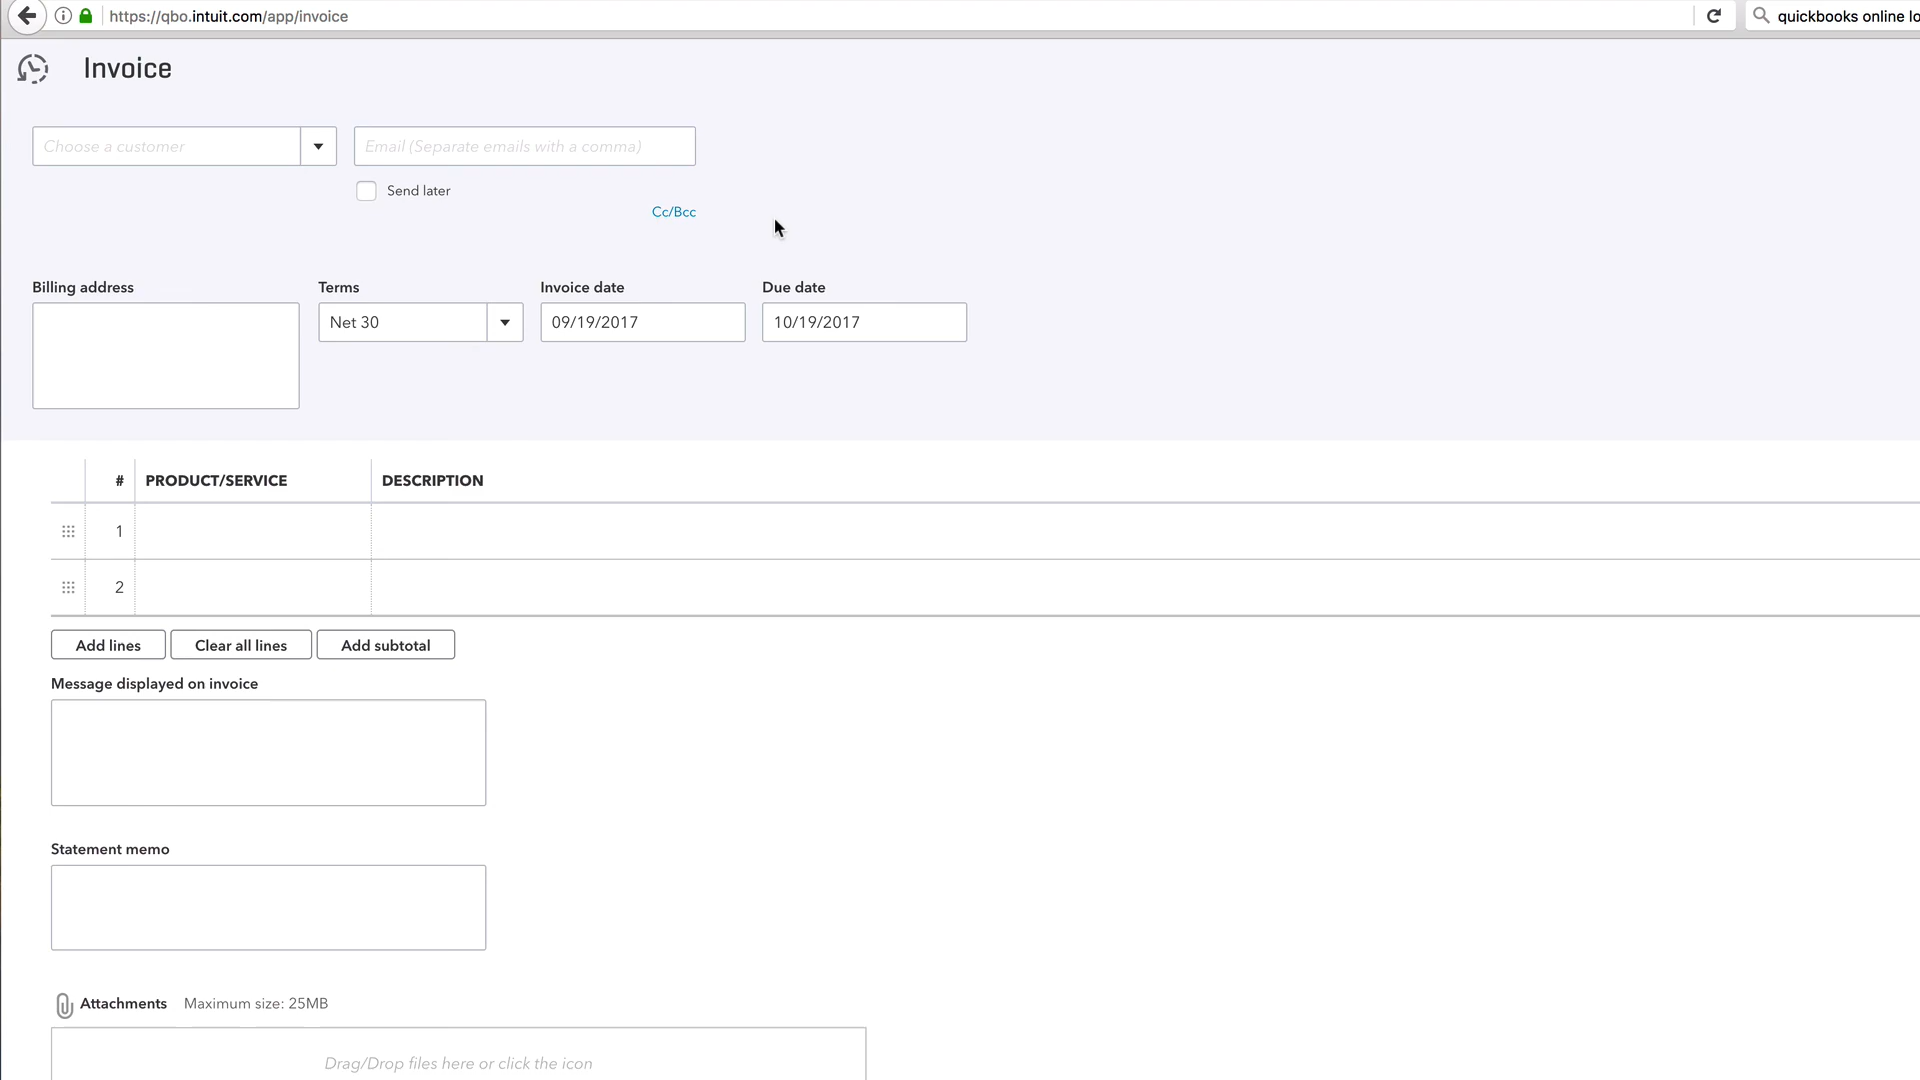 https://qbo.intuit.com/app/invoice
quickbooks online lo
Invoice
Choose a customer
Email (Separate emails with a comma)
Send later
Cc/Bcc
Billing address
Terms
Invoice date
Due date
Net 30
09/19/2017
10/19/2017
# PRODUCT/SERVICE DESCRIPTION
1
2
Add lines
Clear all lines
Add subtotal
Message displayed on invoice
Statement memo
Attachments Maximum size: 25MB
Drag/Drop files here or click the icon